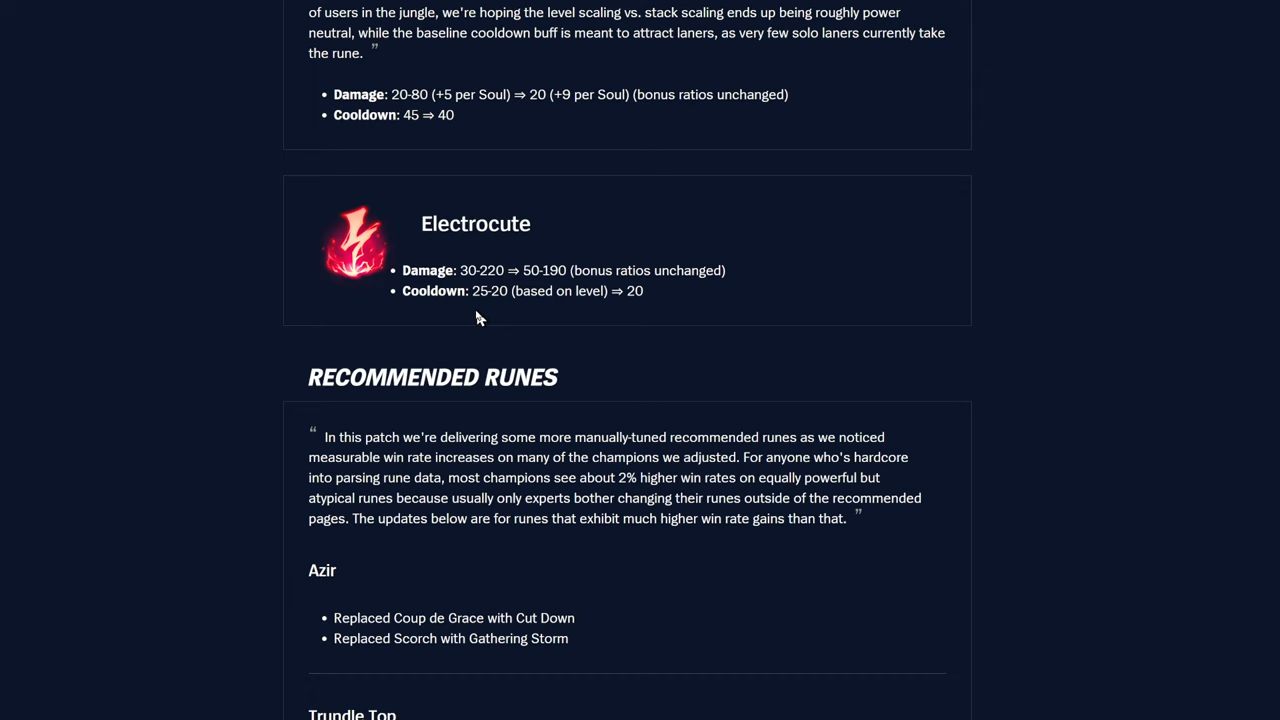 of users in the jungle, we're hoping the level scaling vs. stack scaling ends up being roughly power
neutral, while the baseline cooldown buff is meant to attract laners, as very few solo laners currently take
the rune. ”
• Damage: 20-80 (+5 per Soul) ⇒ 20 (+9 per Soul) (bonus ratios unchanged)
• Cooldown: 45 ⇒ 40
Electrocute
• Damage: 30-220 ⇒ 50-190 (bonus ratios unchanged)
• Cooldown: 25-20 (based on level) ⇒ 20
RECOMMENDED RUNES
“ In this patch we're delivering some more manually-tuned recommended runes as we noticed
measurable win rate increases on many of the champions we adjusted. For anyone who's hardcore
into parsing rune data, most champions see about 2% higher win rates on equally powerful but
atypical runes because usually only experts bother changing their runes outside of the recommended
pages. The updates below are for runes that exhibit much higher win rate gains than that. ”
Azir
• Replaced Coup de Grace with Cut Down
• Replaced Scorch with Gathering Storm
Trundle Top